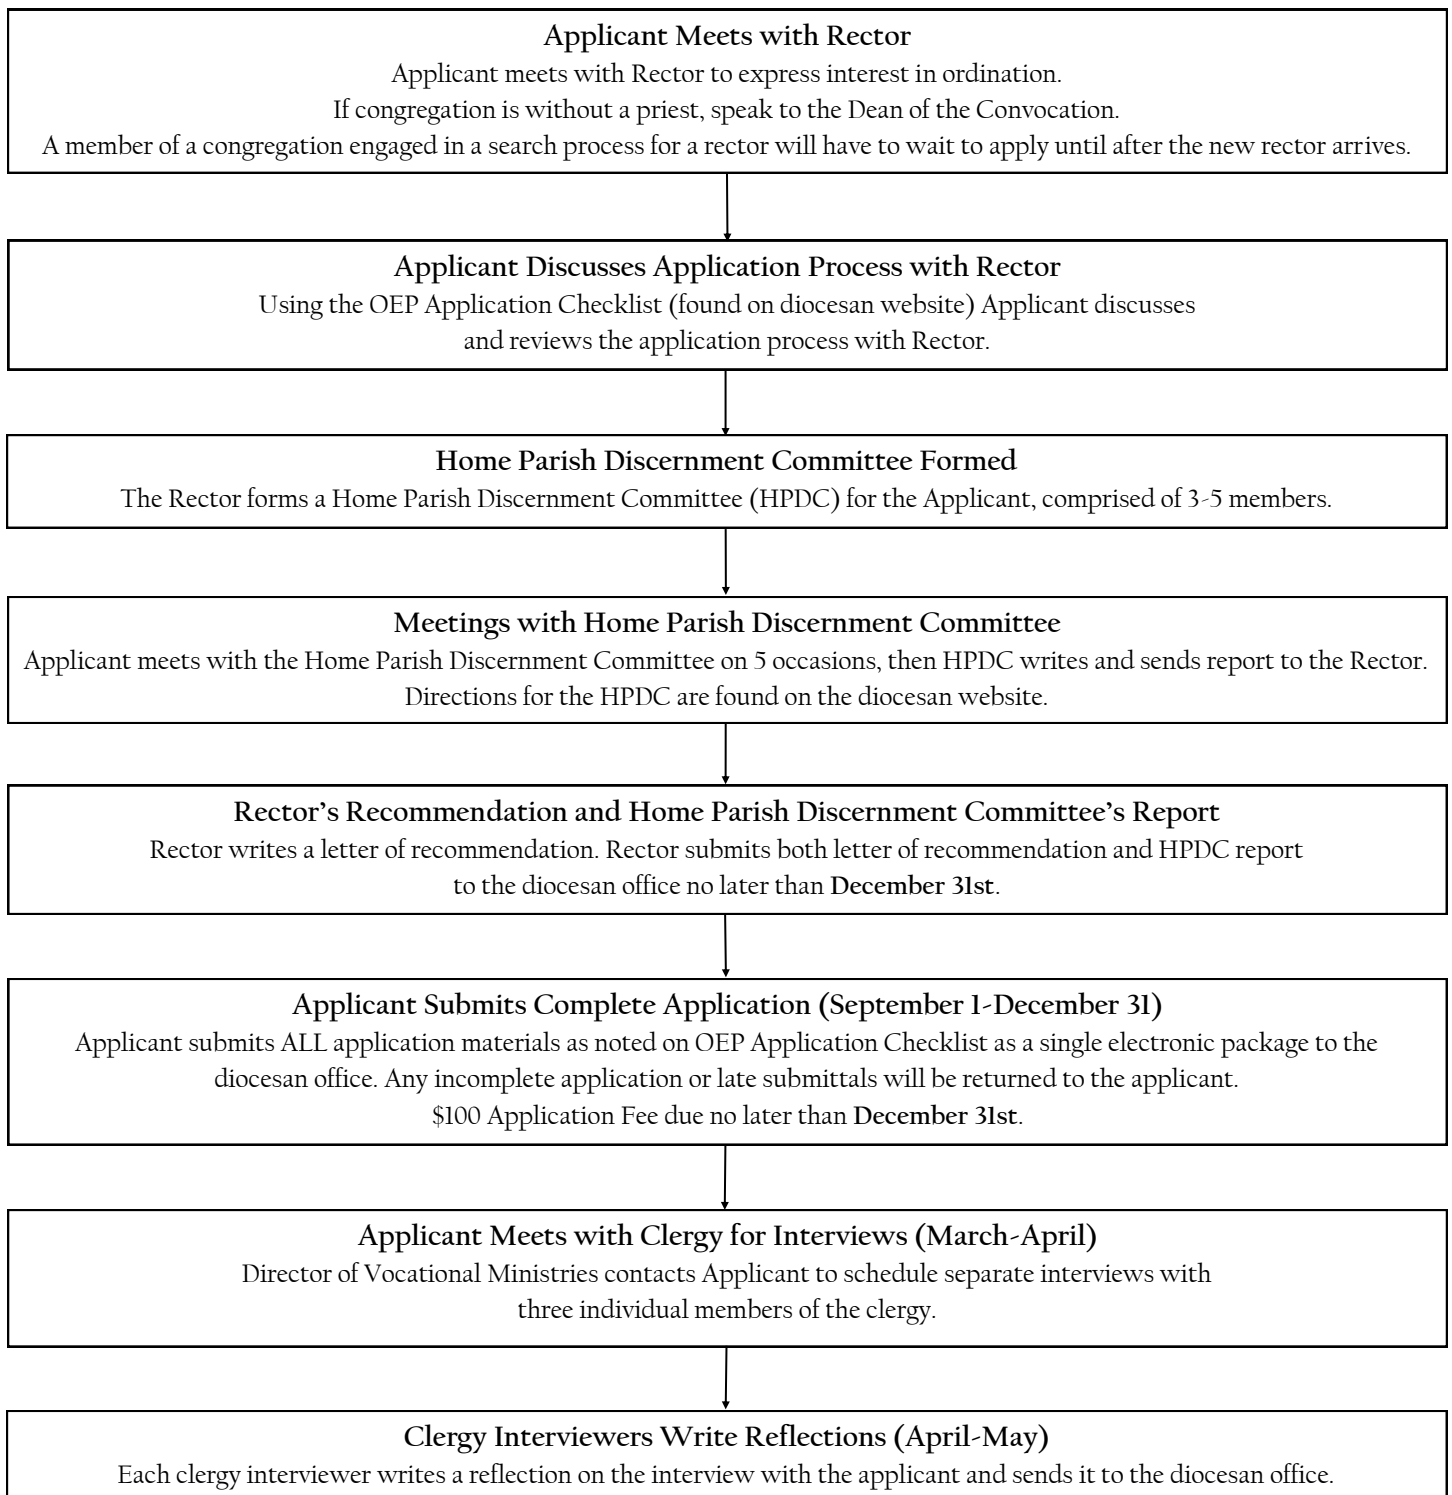 Applicant Meets with Rector
Applicant meets with Rector to express interest in ordination.
If congregation is without a priest, speak to the Dean of the Convocation.
A member of a congregation engaged in a search process for a rector will have to wait to apply until after the new rector arrives.
Applicant Discusses Application Process with Rector
Using the OEP Application Checklist (found on diocesan website) Applicant discusses
and reviews the application process with Rector.
Home Parish Discernment Committee Formed
The Rector forms a Home Parish Discernment Committee (HPDC) for the Applicant, comprised of 3-5 members.
Meetings with Home Parish Discernment Committee
Applicant meets with the Home Parish Discernment Committee on 5 occasions, then HPDC writes and sends report to the Rector.
Directions for the HPDC are found on the diocesan website.
Rector’s Recommendation and Home Parish Discernment Committee’s Report
Rector writes a letter of recommendation. Rector submits both letter of recommendation and HPDC report
to the diocesan office no later than December 31st.
Applicant Submits Complete Application (September 1-December 31)
Applicant submits ALL application materials as noted on OEP Application Checklist as a single electronic package to the
diocesan office. Any incomplete application or late submittals will be returned to the applicant.
$100 Application Fee due no later than December 31st.
Applicant Meets with Clergy for Interviews (March-April)
Director of Vocational Ministries contacts Applicant to schedule separate interviews with
three individual members of the clergy.
Clergy Interviewers Write Reflections (April-May)
Each clergy interviewer writes a reflection on the interview with the applicant and sends it to the diocesan office.